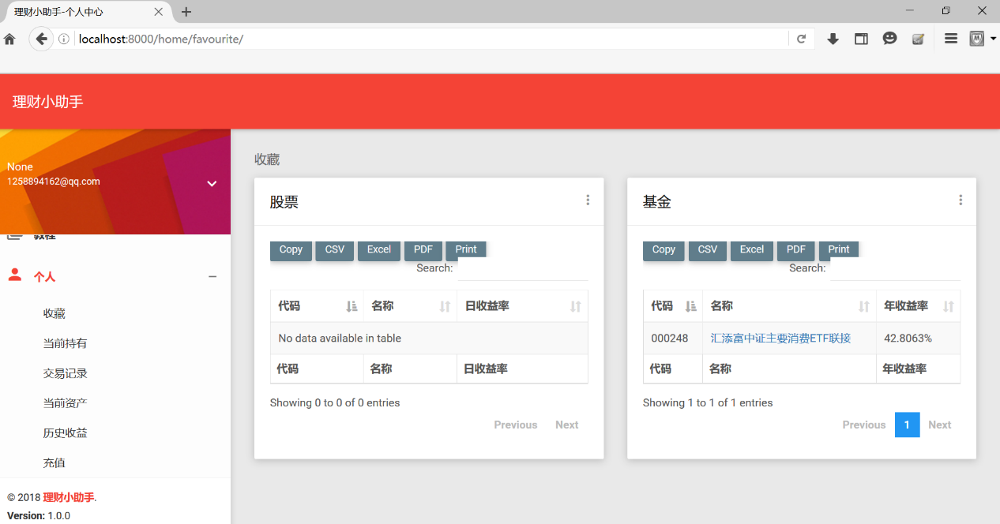 理财小助手-个人中心
localhost:8000/home/favourite/
理财小助手
None
1258894162@qq.com
教程
个人
收藏
当前持有
交易记录
当前资产
历史收益
充值
© 2018 理财小助手.
Version: 1.0.0
收藏
股票
Copy CSV Excel PDF Print
Search:
代码 名称 日收益率
No data available in table
代码 名称 日收益率
Showing 0 to 0 of 0 entries
Previous Next
基金
Copy CSV Excel PDF Print
Search:
代码 名称 年收益率
000248 汇添富中证主要消费ETF联接 42.8063%
代码 名称 年收益率
Showing 1 to 1 of 1 entries
Previous 1 Next